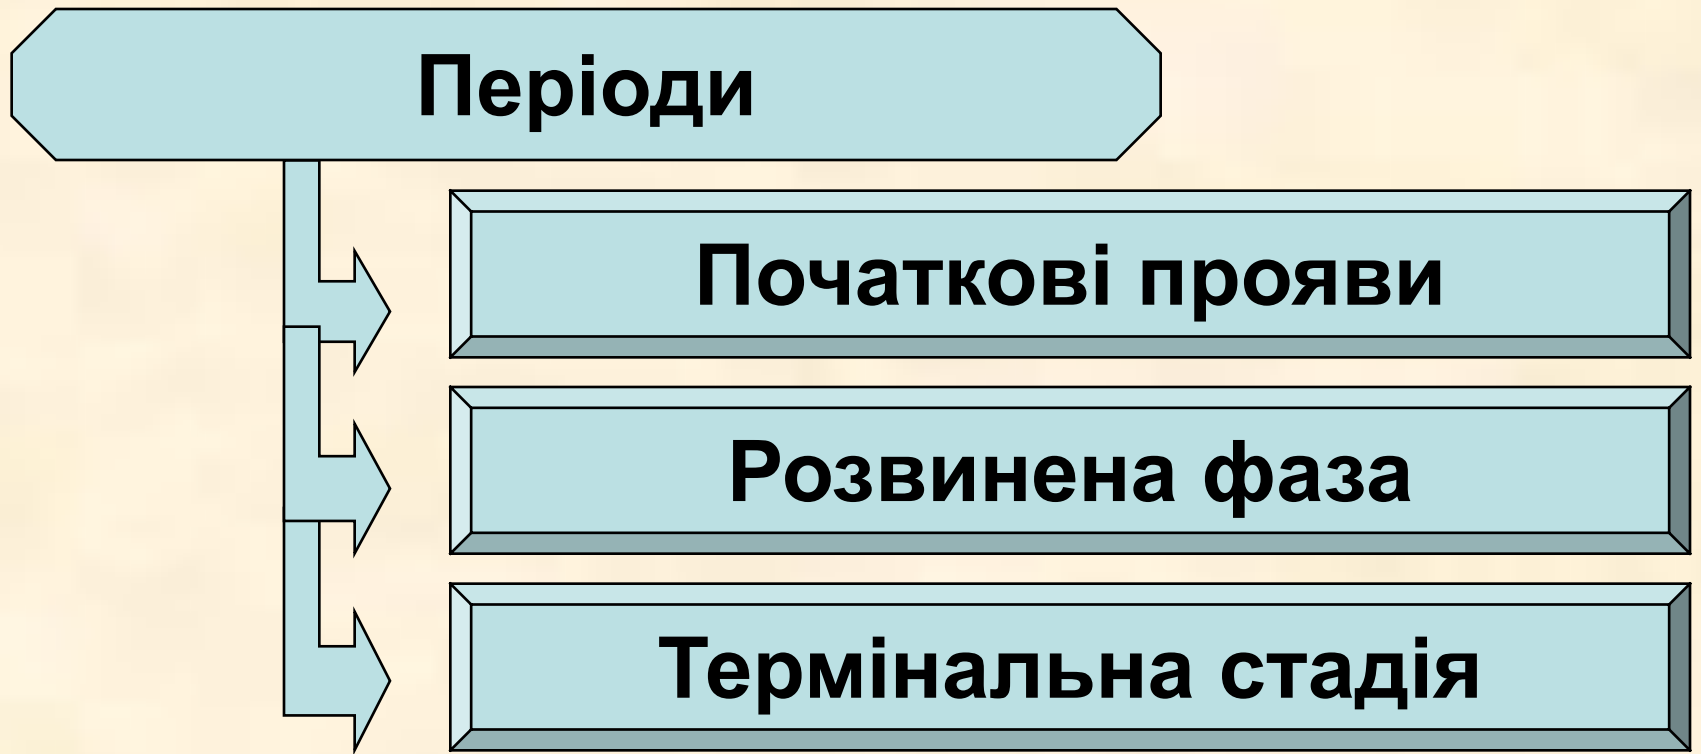 Періоди
Початкові прояви
Розвинена фаза
Термінальна стадія